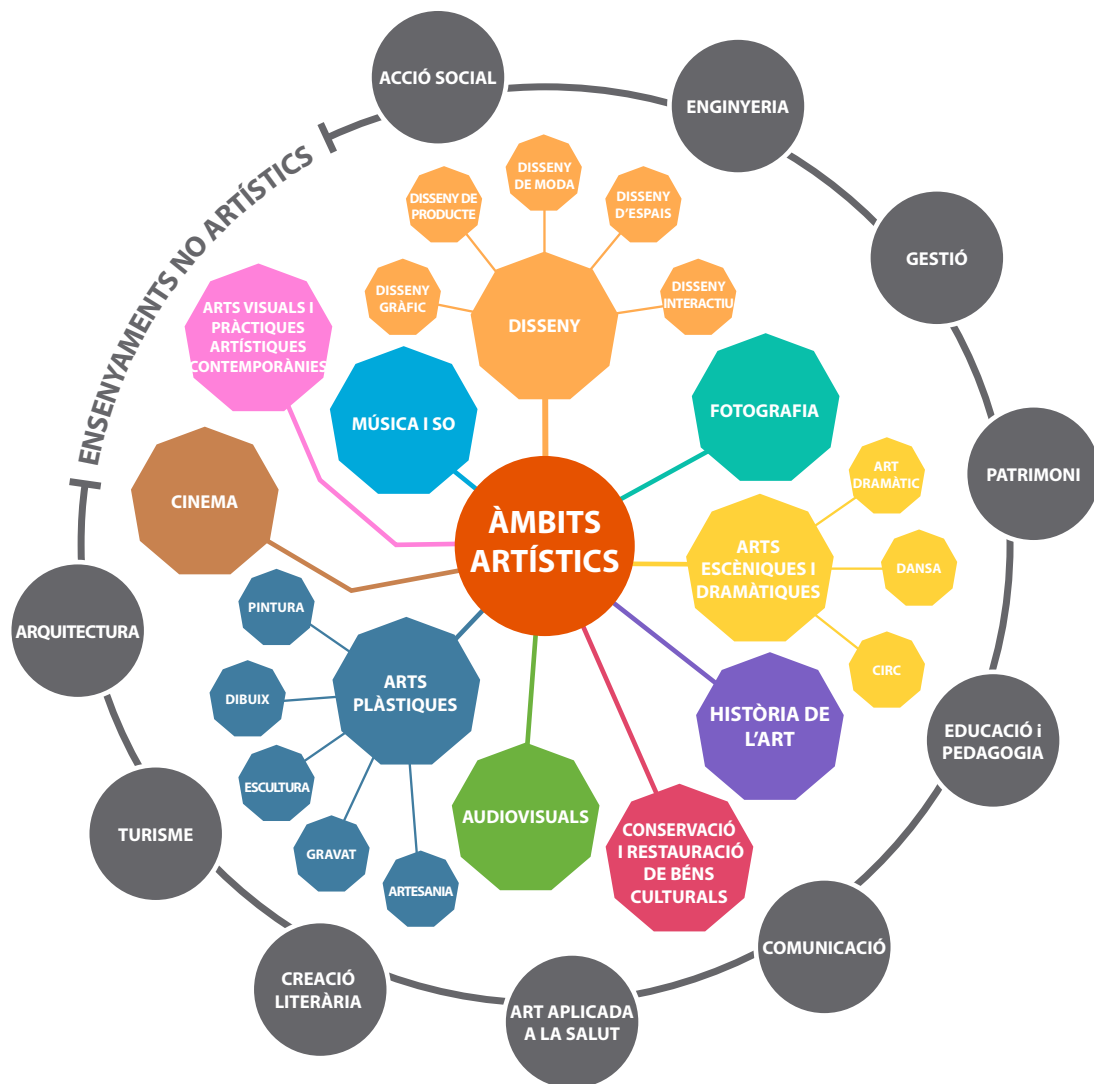 ACCIÓ SOCIAL
ENGINYERIA
GESTIÓ
PATRIMONI
EDUCACIÓ i
PEDAGOGIA
COMUNICACIÓ
ART APLICADA
A LA SALUT
CREACIÓ
LITERÀRIA
TURISME
ARQUITECTURA
ENSENYAMENTS NO ARTÍSTICS
DISSENY
GRÀFIC
DISSENY DE
PRODUCTE
DISSENY
DE MODA
DISSENY
D'ESPAIS
DISSENY
INTERACTIU
DISSENY
ARTS VISUALS I
PRÀCTIQUES
ARTÍSTIQUES
CONTEMPORÀNIES
MÚSICA I SO
FOTOGRAFIA
CINEMA
ÀMBITS
ARTÍSTICS
ARTS
ESCÈNIQUES I
DRAMÀTIQUES
ART
DRAMÀTIC
DANSA
CIRC
HISTÒRIA DE
L'ART
CONSERVACIÓ
I RESTAURACIÓ
DE BÉNS
CULTURALS
AUDIOVISUALS
ARTS
PLÀSTIQUES
PINTURA
DIBUIX
ESCULTURA
GRAVAT
ARTESANIA